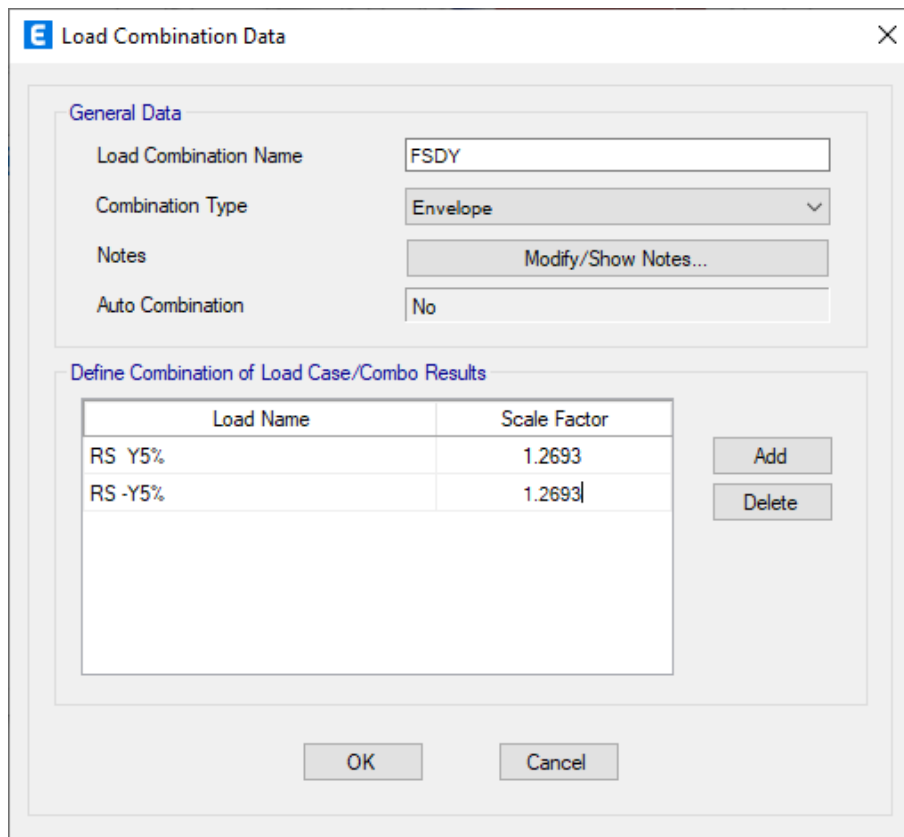 E Load Combination Data
General Data
Load Combination Name FSDY
Combination Type Envelope
Notes Modify/Show Notes...
Auto Combination No
Define Combination of Load Case/Combo Results
Load Name Scale Factor
RS Y5% 1.2693 Add
RS -Y5% 1.2693 Delete
OK Cancel